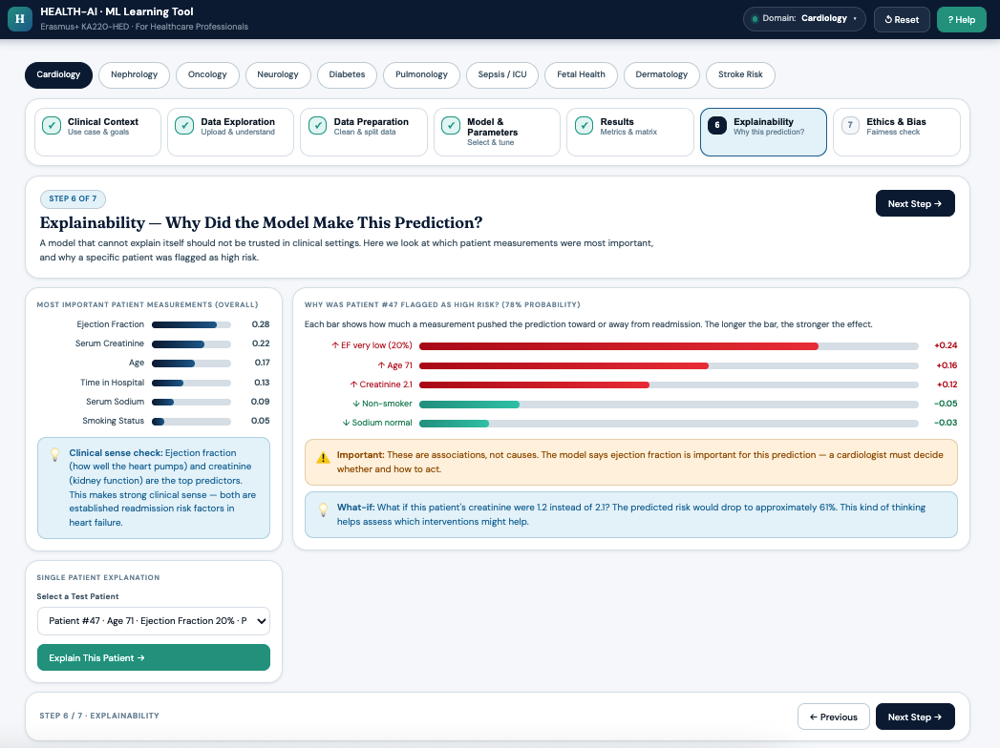 H
HEALTH-AI · ML Learning Tool
Erasmus+ KA220-HED · For Healthcare Professionals
Domain: Cardiology
↺ Reset
? Help
Cardiology
Nephrology
Oncology
Neurology
Diabetes
Pulmonology
Sepsis / ICU
Fetal Health
Dermatology
Stroke Risk
✓
Clinical Context
Use case & goals
✓
Data Exploration
Upload & understand
✓
Data Preparation
Clean & split data
✓
Model &
Parameters
Select & tune
✓
Results
Metrics & matrix
6
Explainability
Why this prediction?
7
Ethics & Bias
Fairness check
STEP 6 OF 7
Explainability — Why Did the Model Make This Prediction?
A model that cannot explain itself should not be trusted in clinical settings. Here we look at which patient measurements were most important,
and why a specific patient was flagged as high risk.
Next Step →
MOST IMPORTANT PATIENT MEASUREMENTS (OVERALL)
Ejection Fraction 0.28
Serum Creatinine 0.22
Age 0.17
Time in Hospital 0.13
Serum Sodium 0.09
Smoking Status 0.05
Clinical sense check: Ejection fraction
(how well the heart pumps) and creatinine
(kidney function) are the top predictors.
This makes strong clinical sense — both are
established readmission risk factors in
heart failure.
WHY WAS PATIENT #47 FLAGGED AS HIGH RISK? (78% PROBABILITY)
Each bar shows how much a measurement pushed the prediction toward or away from readmission. The longer the bar, the stronger the effect.
↑ EF very low (20%) +0.24
↑ Age 71 +0.16
↑ Creatinine 2.1 +0.12
↓ Non-smoker -0.05
↓ Sodium normal -0.03
Important: These are associations, not causes. The model says ejection fraction is important for this prediction — a cardiologist must decide
whether and how to act.
What-if: What if this patient's creatinine were 1.2 instead of 2.1? The predicted risk would drop to approximately 61%. This kind of thinking
helps assess which interventions might help.
SINGLE PATIENT EXPLANATION
Select a Test Patient
Patient #47 · Age 71 · Ejection Fraction 20% · P
Explain This Patient →
STEP 6 / 7 · EXPLAINABILITY
← Previous
Next Step →